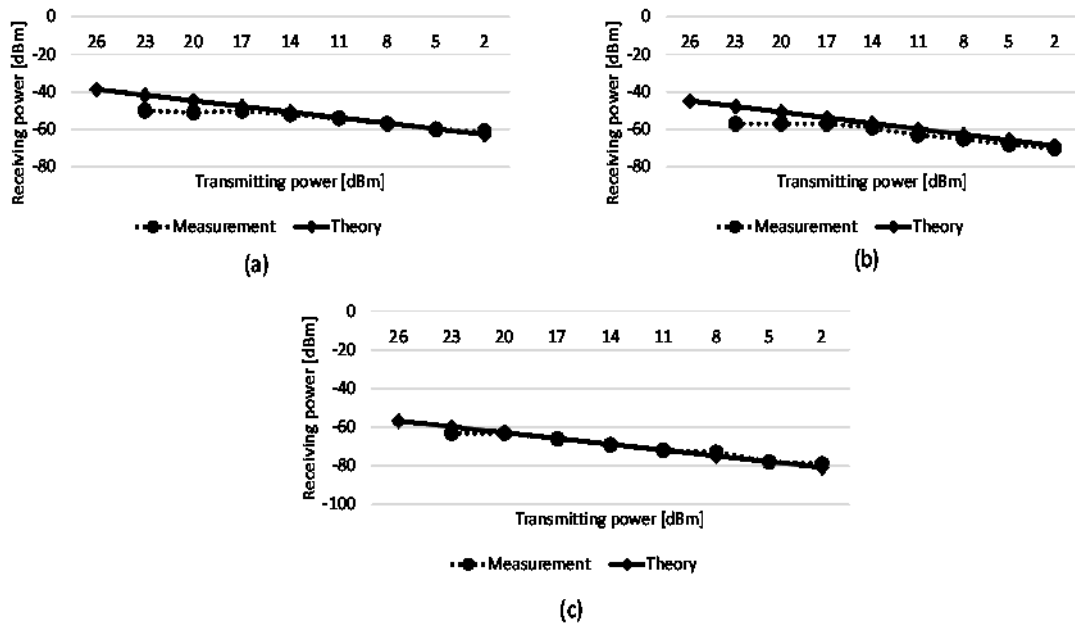 Receiving power [dBm]
0
-20
-40
-60
-80
26 23 20 17 14 11 8 5 2
Transmitting power [dBm]
Measurement Theory
(a)
Receiving power [dBm]
0
-20
-40
-60
-80
26 23 20 17 14 11 8 5 2
Transmitting power [dBm]
Measurement Theory
(b)
Receiving power [dBm]
0
-20
-40
-60
-80
-100
26 23 20 17 14 11 8 5 2
Transmitting power [dBm]
Measurement Theory
(c)